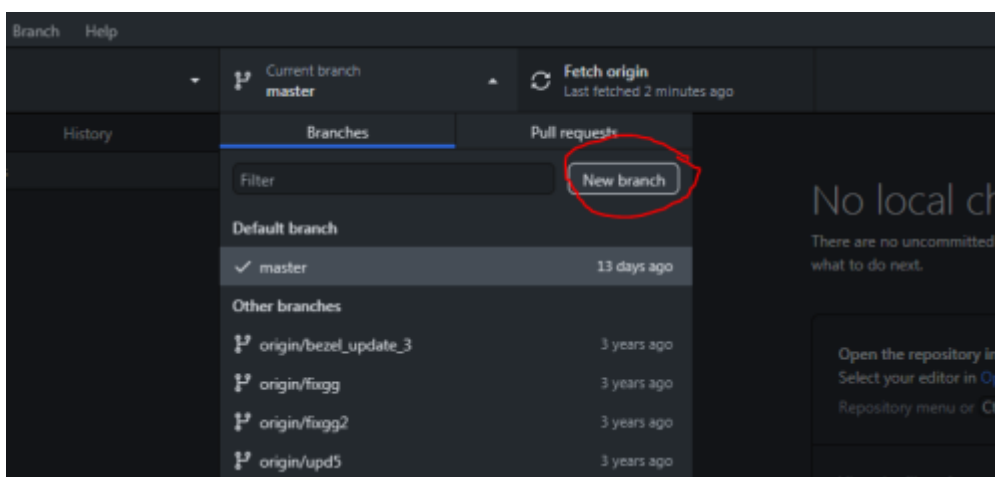 Branch Help
Current branch
master
Fetch origin
Last fetched 2 minutes ago
History
Branches
Pull requests
Filter
New branch
Default branch
master 13 days ago
Other branches
origin/bezel_update_3 3 years ago
origin/fixgg 3 years ago
origin/fixgg2 3 years ago
origin/upd5 3 years ago
No local
There are no uncommitted
what to do next.
Open the repository in
Select your editor in
Repository menu or